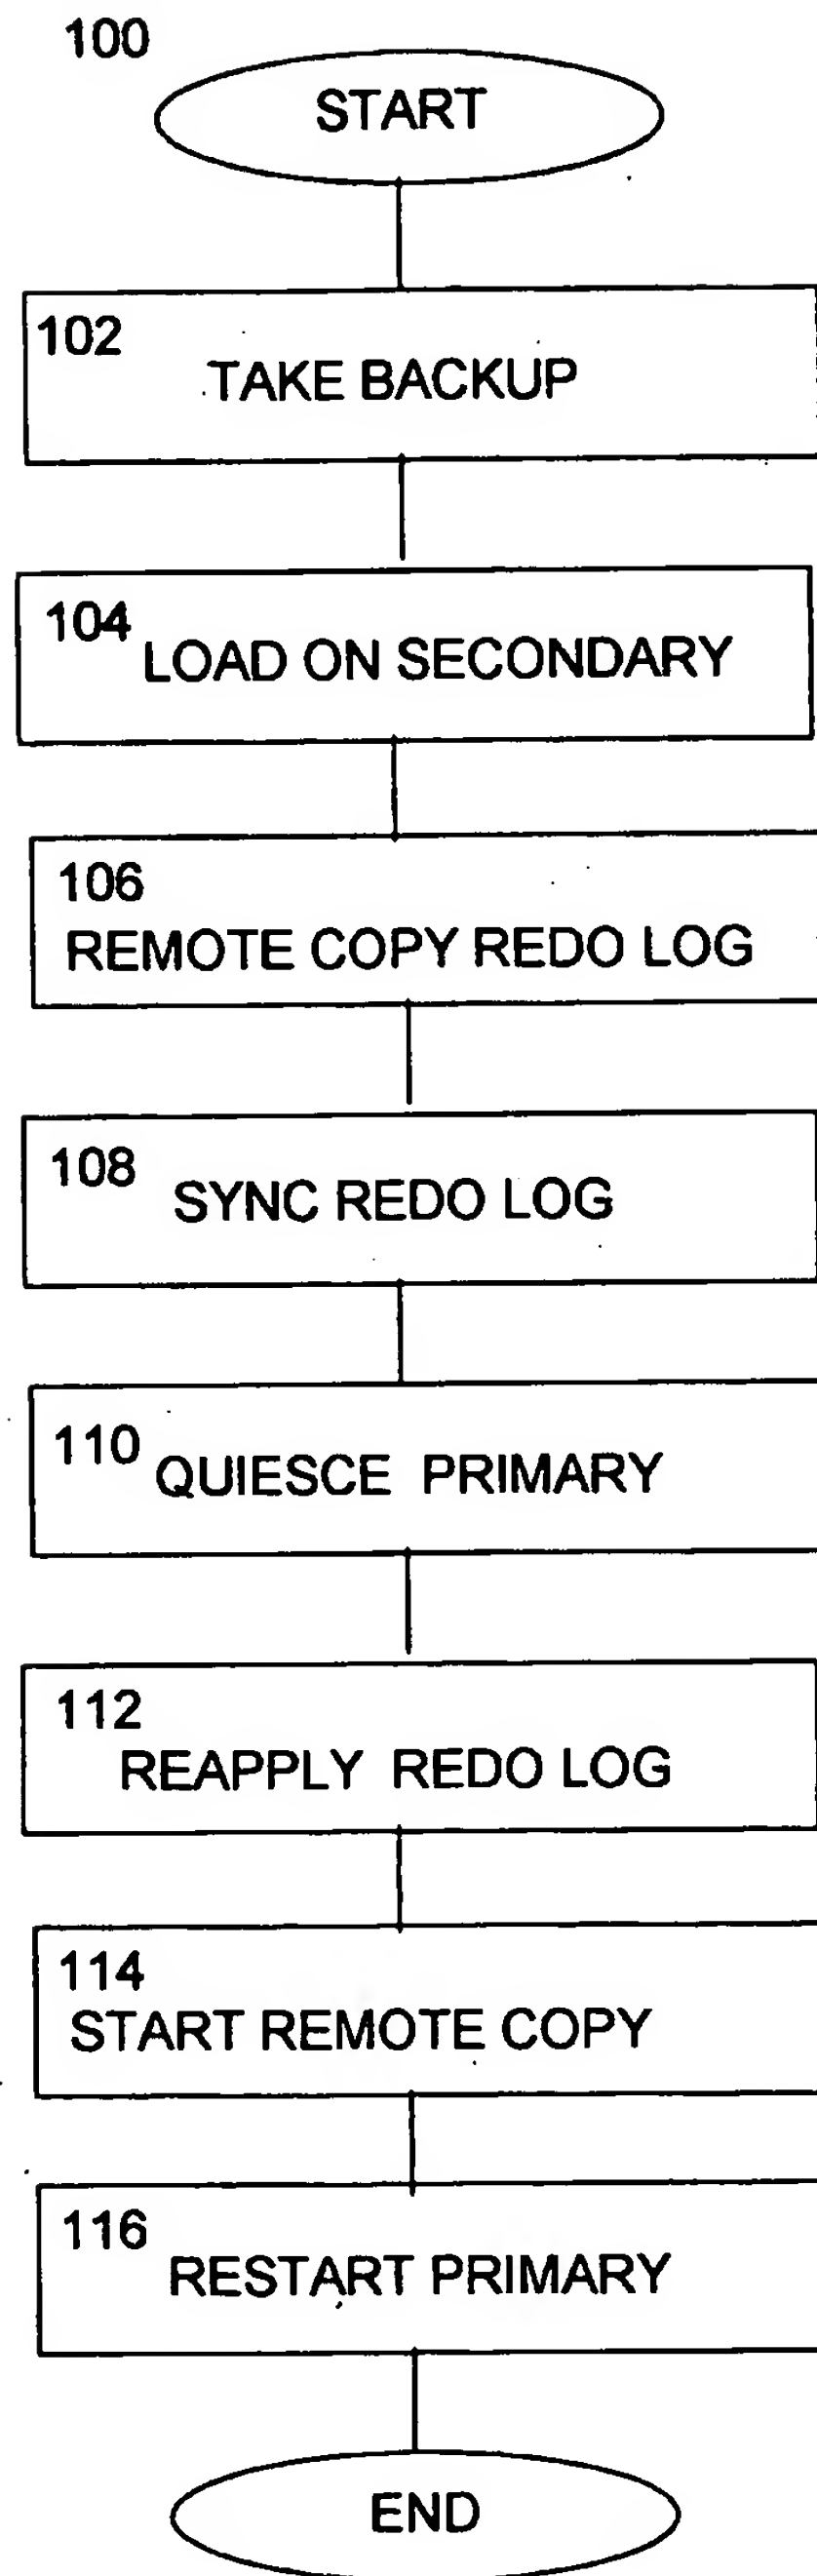 100
START
102
TAKE BACKUP
104
LOAD ON SECONDARY
106
REMOTE COPY REDO LOG
108
SYNC REDO LOG
110
QUIESCE PRIMARY
112
REAPPLY REDO LOG
114
START REMOTE COPY
116
RESTART PRIMARY
END